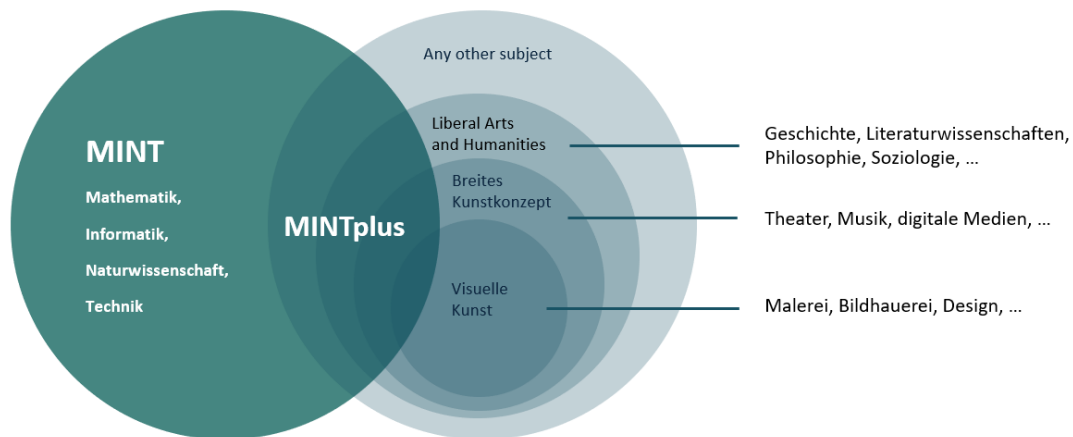 MINT
Mathematik,
Informatik,
Naturwissenschaft,
Technik
MINTplus
Any other subject
Liberal Arts
and Humanities
Breites
Kunstkonzept
Visuelle
Kunst
Geschichte, Literaturwissenschaften,
Philosophie, Soziologie, ...
Theater, Musik, digitale Medien, ...
Malerei, Bildhauerei, Design, ...